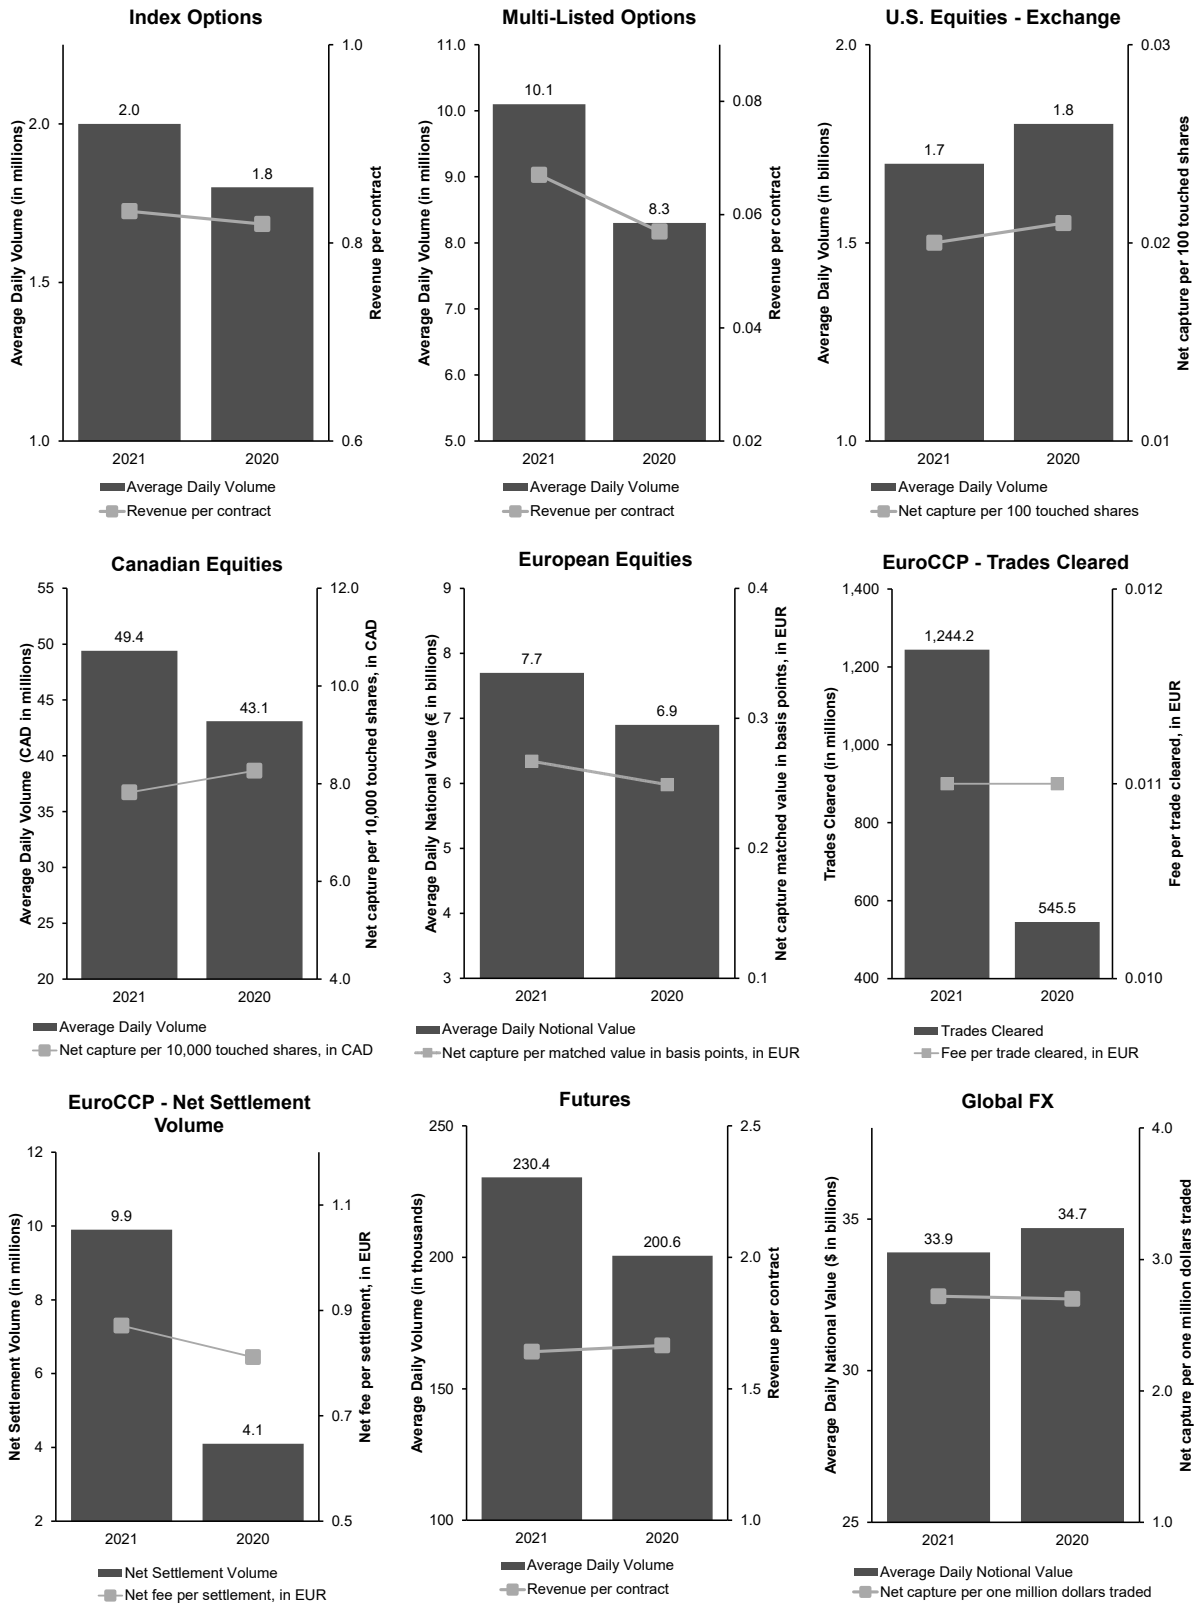 Index Options
Average Daily Volume (in millions)
2.0
1.5
1.0
2.0
1.8
1.0
0.8
0.6
Revenue per contract
2021 2020
Average Daily Volume
Revenue per contract
Multi-Listed Options
Average Daily Volume (in millions)
11.0
10.0
9.0
8.0
7.0
6.0
5.0
10.1
8.3
0.08
0.06
0.04
0.02
Revenue per contract
2021 2020
Average Daily Volume
Revenue per contract
U.S. Equities - Exchange
Average Daily Volume (in billions)
2.0
1.5
1.0
1.7
1.8
0.03
0.02
0.01
Net capture per 100 touched shares
2021 2020
Average Daily Volume
Net capture per 100 touched shares
Canadian Equities
Average Daily Volume (CAD in millions)
55
50
45
40
35
30
25
20
49.4
43.1
12.0
10.0
8.0
6.0
4.0
Net capture per 10,000 touched shares, in CAD
2021 2020
Average Daily Volume
Net capture per 10,000 touched shares, in CAD
European Equities
Average Daily National Value (€ in billions)
9
8
7
6
5
4
3
7.7
6.9
0.4
0.3
0.2
0.1
Net capture matched value in basis points, in EUR
2021 2020
Average Daily Notional Value
Net capture per matched value in basis points, in EUR
EuroCCP - Trades Cleared
Trades Cleared (in millions)
1,400
1,200
1,000
800
600
400
1,244.2
545.5
0.012
0.011
0.010
Fee per trade cleared, in EUR
2021 2020
Trades Cleared
Fee per trade cleared, in EUR
EuroCCP - Net Settlement
Volume
Net Settlement Volume (in millions)
12
10
8
6
4
2
9.9
4.1
1.1
0.9
0.7
0.5
Net fee per settlement, in EUR
2021 2020
Net Settlement Volume
Net fee per settlement, in EUR
Futures
Average Daily Volume (in thousands)
250
200
150
100
230.4
200.6
2.5
2.0
1.5
1.0
Revenue per contract
2021 2020
Average Daily Volume
Revenue per contract
Global FX
Average Daily National Value ($ in billions)
35
30
25
33.9
34.7
4.0
3.0
2.0
1.0
Net capture per one million dollars traded
2021 2020
Average Daily Notional Value
Net capture per one million dollars traded